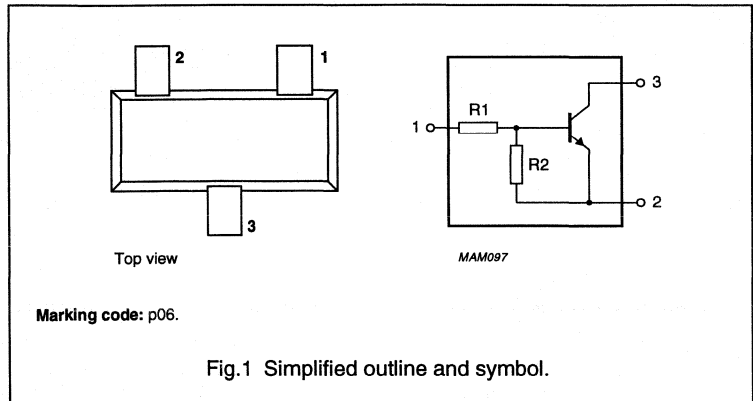 2 1
3
Top view
R1
R2
1
3
2
MAM097
Marking code: p06.
Fig.1 Simplified outline and symbol.